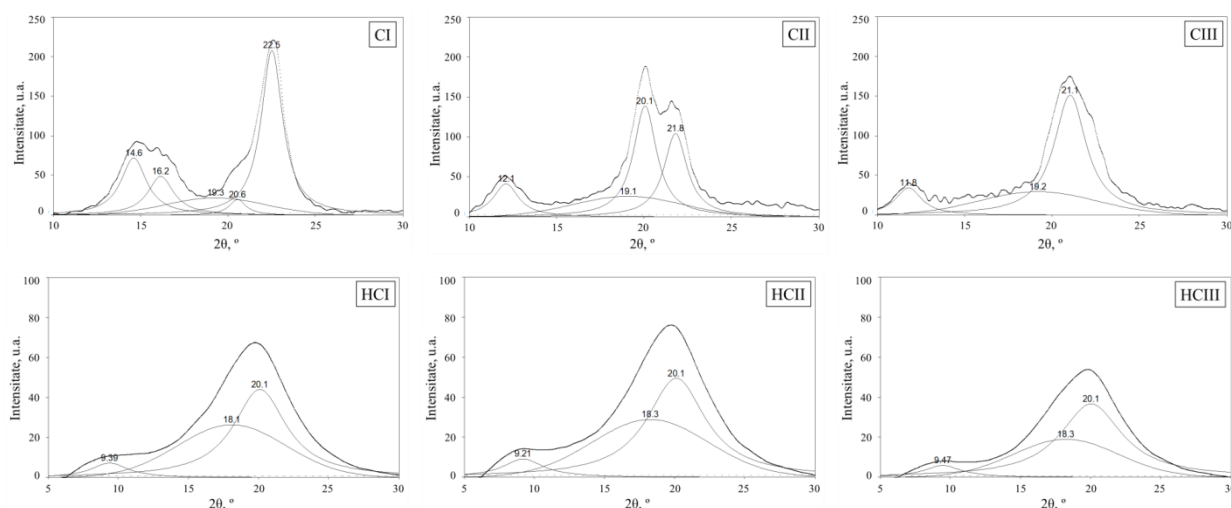 CI
250
200
150
100
50
0
Intensitate, u.a.
14.6
16.2
19.3
20.6
22.5
10 15 20 25 30
2θ, º
CII
250
200
150
100
50
0
Intensitate, u.a.
12.1
19.1
20.1
21.8
10 15 20 25 30
2θ, º
CIII
250
200
150
100
50
0
Intensitate, u.a.
11.8
19.2
21.1
10 15 20 25 30
2θ, º
HCI
100
80
60
40
20
0
Intensitate, u.a.
9.39
18.1
20.1
5 10 15 20 25 30
2θ, º
HCII
100
80
60
40
20
0
Intensitate, u.a.
9.21
18.3
20.1
5 10 15 20 25 30
2θ, º
HCIII
100
80
60
40
20
0
Intensitate, u.a.
9.47
18.3
20.1
5 10 15 20 25 30
2θ, º